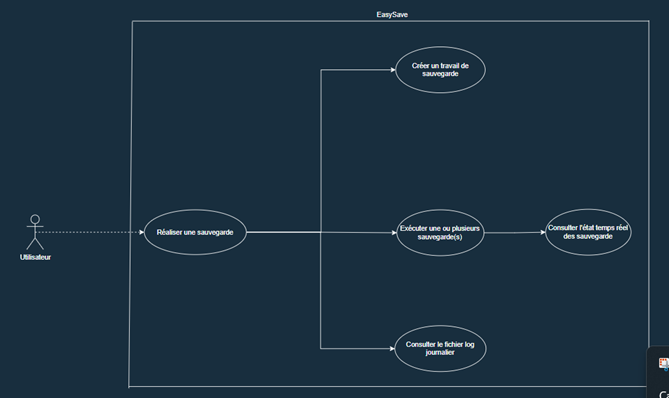 EasySave
Créer un travail de
sauvegarde
Utilisateur
Réaliser une sauvegarde
Exécuter une ou plusieurs
sauvegarde(s)
Consulter l'état temps réel
des sauvegarde
Consulter le fichier log
journalier